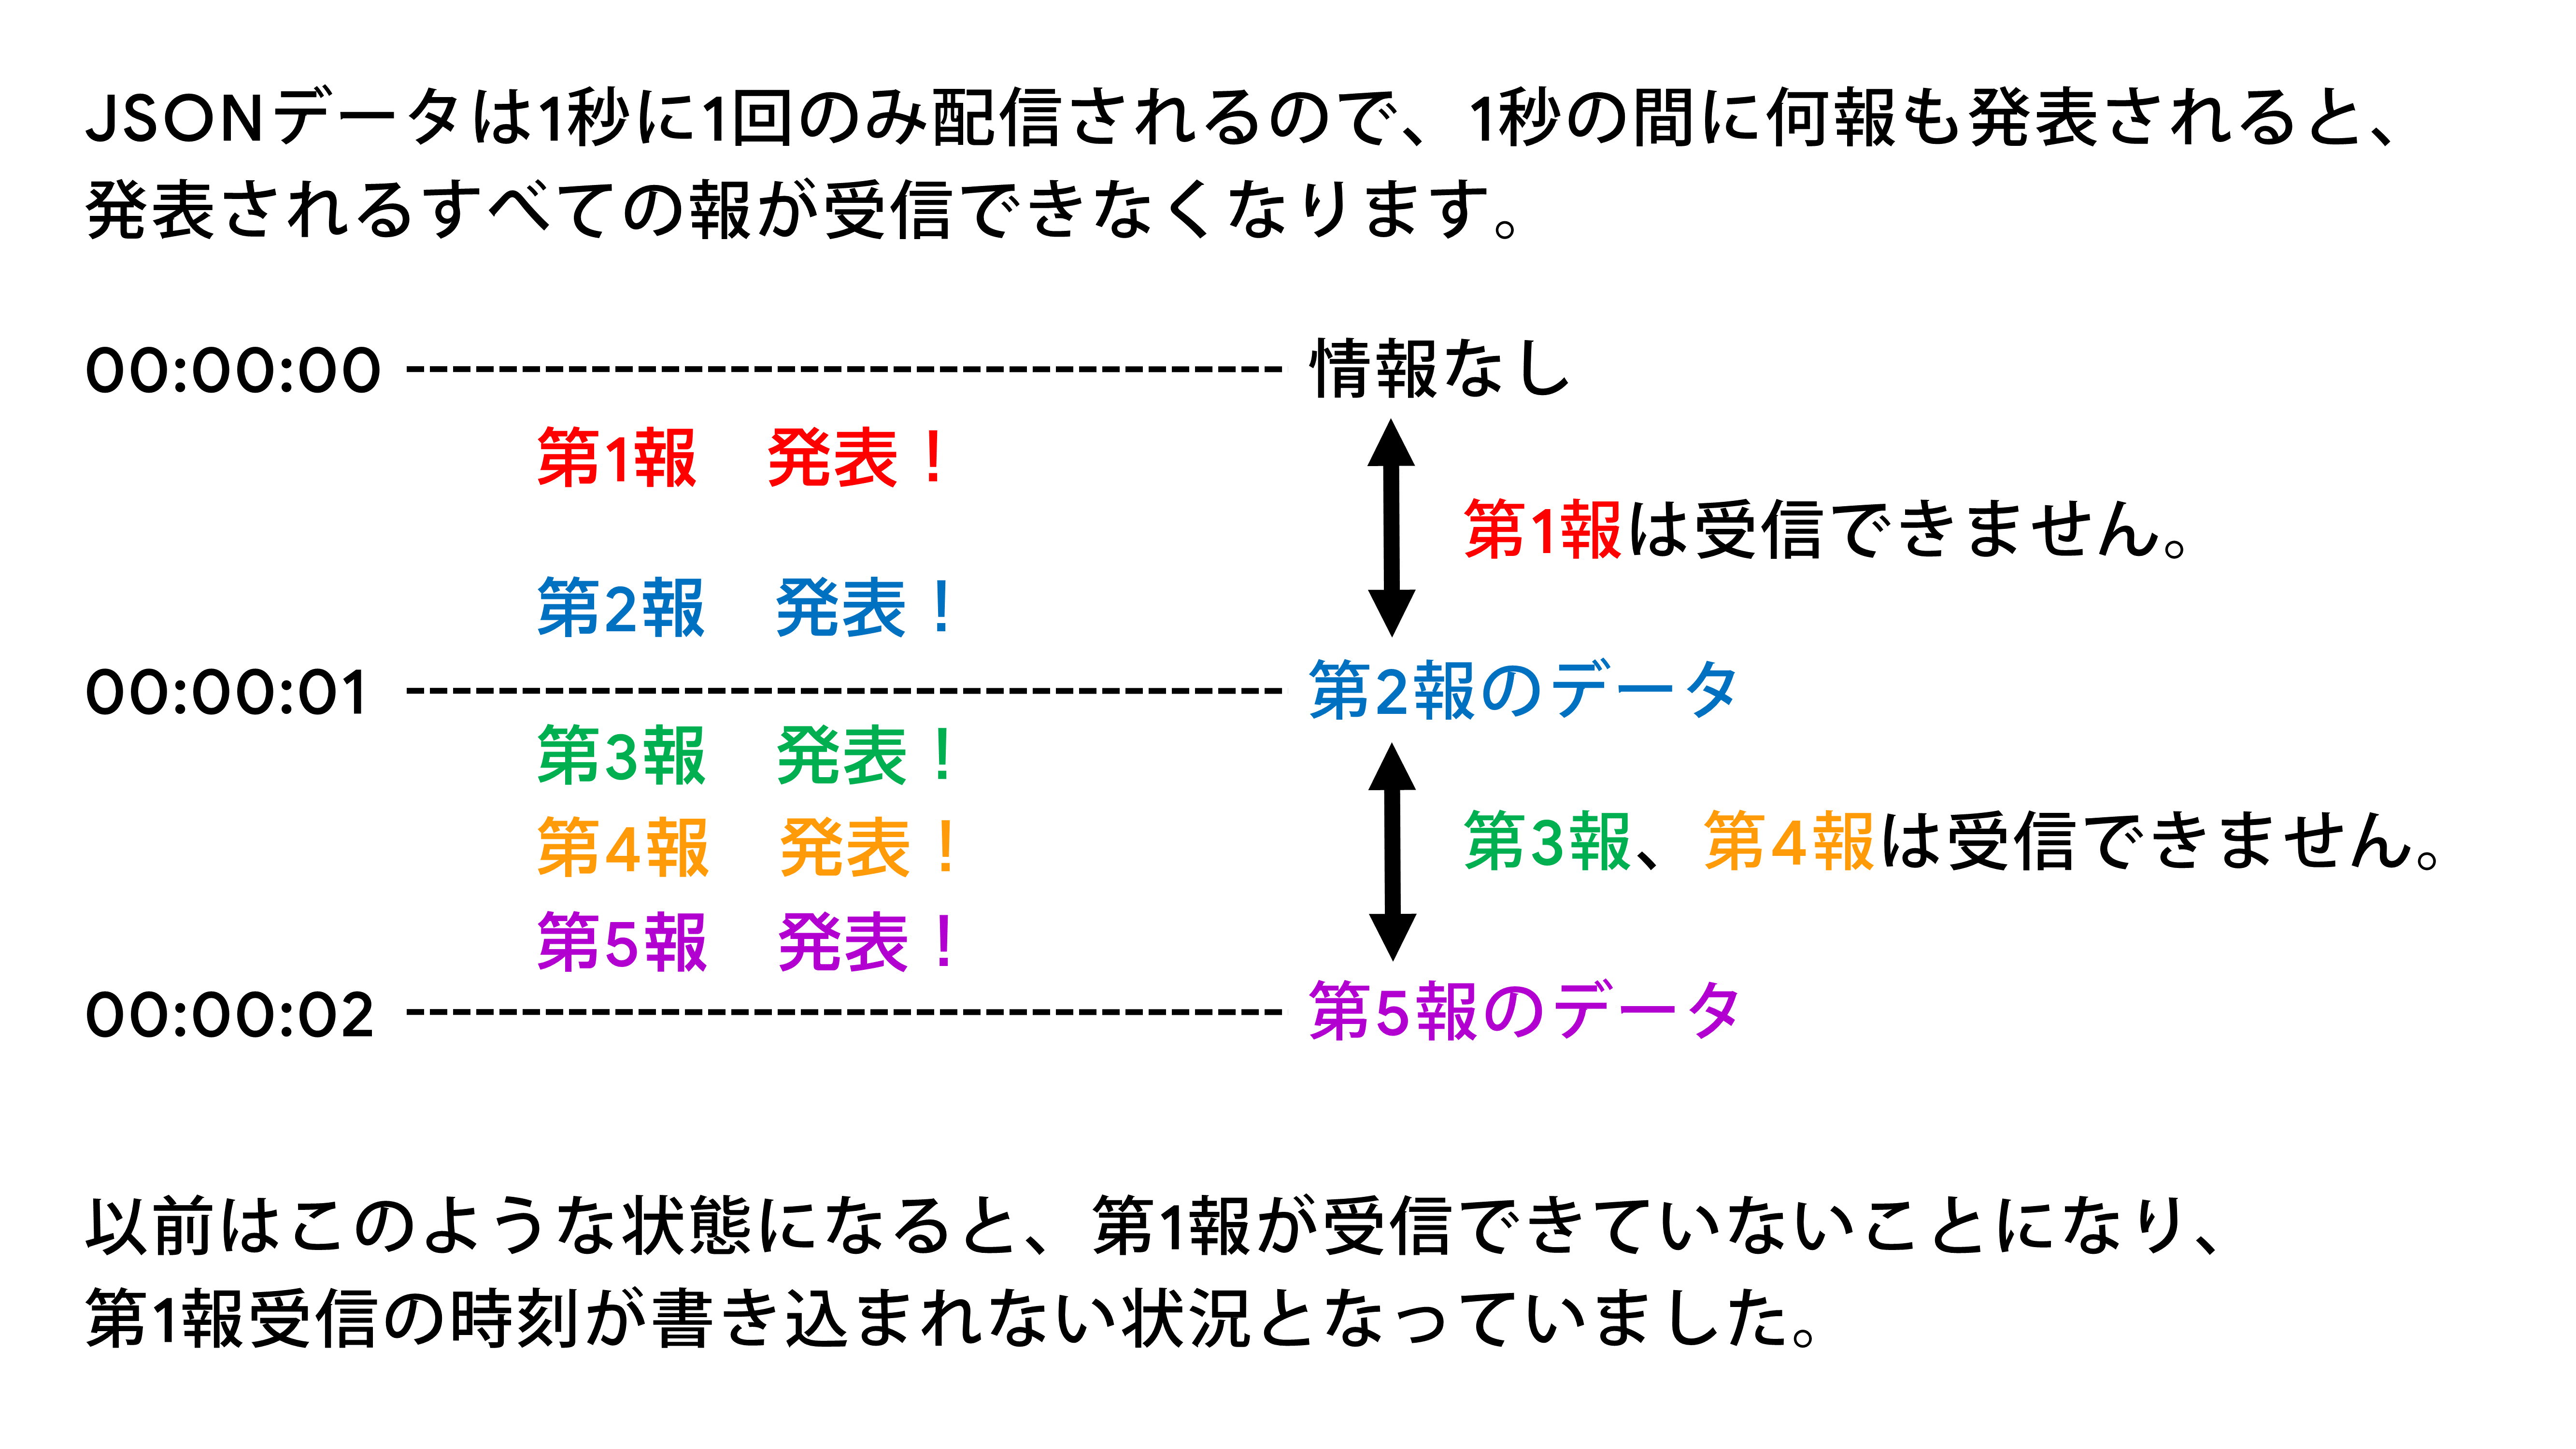 JSONデータは1秒に1回のみ配信されるので、1秒の間に何報も発表されると、
発表されるすべての報が受信できなくなります。
00:00:00 情報なし
第1報　発表！
第1報は受信できません。
第2報　発表！
00:00:01 第2報のデータ
第3報　発表！
第4報　発表！
第3報、第4報は受信できません。
第5報　発表！
00:00:02 第5報のデータ
以前はこのような状態になると、第1報が受信できていないことになり、
第1報受信の時刻が書き込まれない状況となっていました。